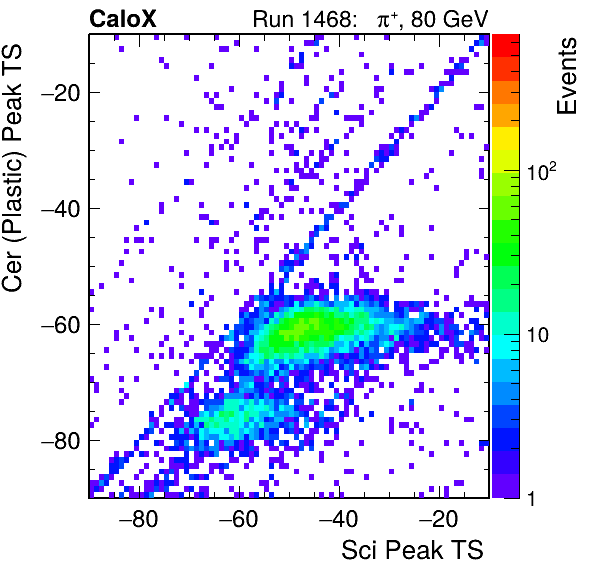 CaloX Run 1468: π⁺, 80 GeV
Cer (Plastic) Peak TS
Events
−20
−40
−60
−80
10²
10
1
−80 −60 −40 −20
Sci Peak TS